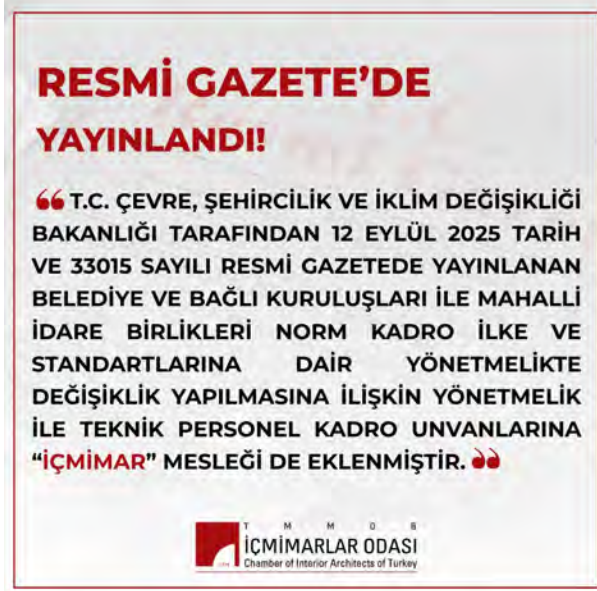 RESMİ GAZETE’DE
YAYINLANDI!
“ T.C. ÇEVRE, ŞEHİRCİLİK VE İKLİM DEĞİŞİKLİĞİ
BAKANLIĞI TARAFINDAN 12 EYLÜL 2025 TARİH
VE 33015 SAYILI RESMİ GAZETEDE YAYINLANAN
BELEDİYE VE BAĞLI KURULUŞLARI İLE MAHALLİ
İDARE BİRLİKLERİ NORM KADRO İLKE VE
STANDARTLARINA DAİR YÖNETMELİKTE
DEĞİŞİKLİK YAPILMASINA İLİŞKİN YÖNETMELİK
İLE TEKNİK PERSONEL KADRO UNVANLARINA
“İÇMİMAR” MESLEĞİ DE EKLENMİŞTİR. ”
TMMOB
İÇMİMARLAR ODASI
Chamber of Interior Architects of Turkey